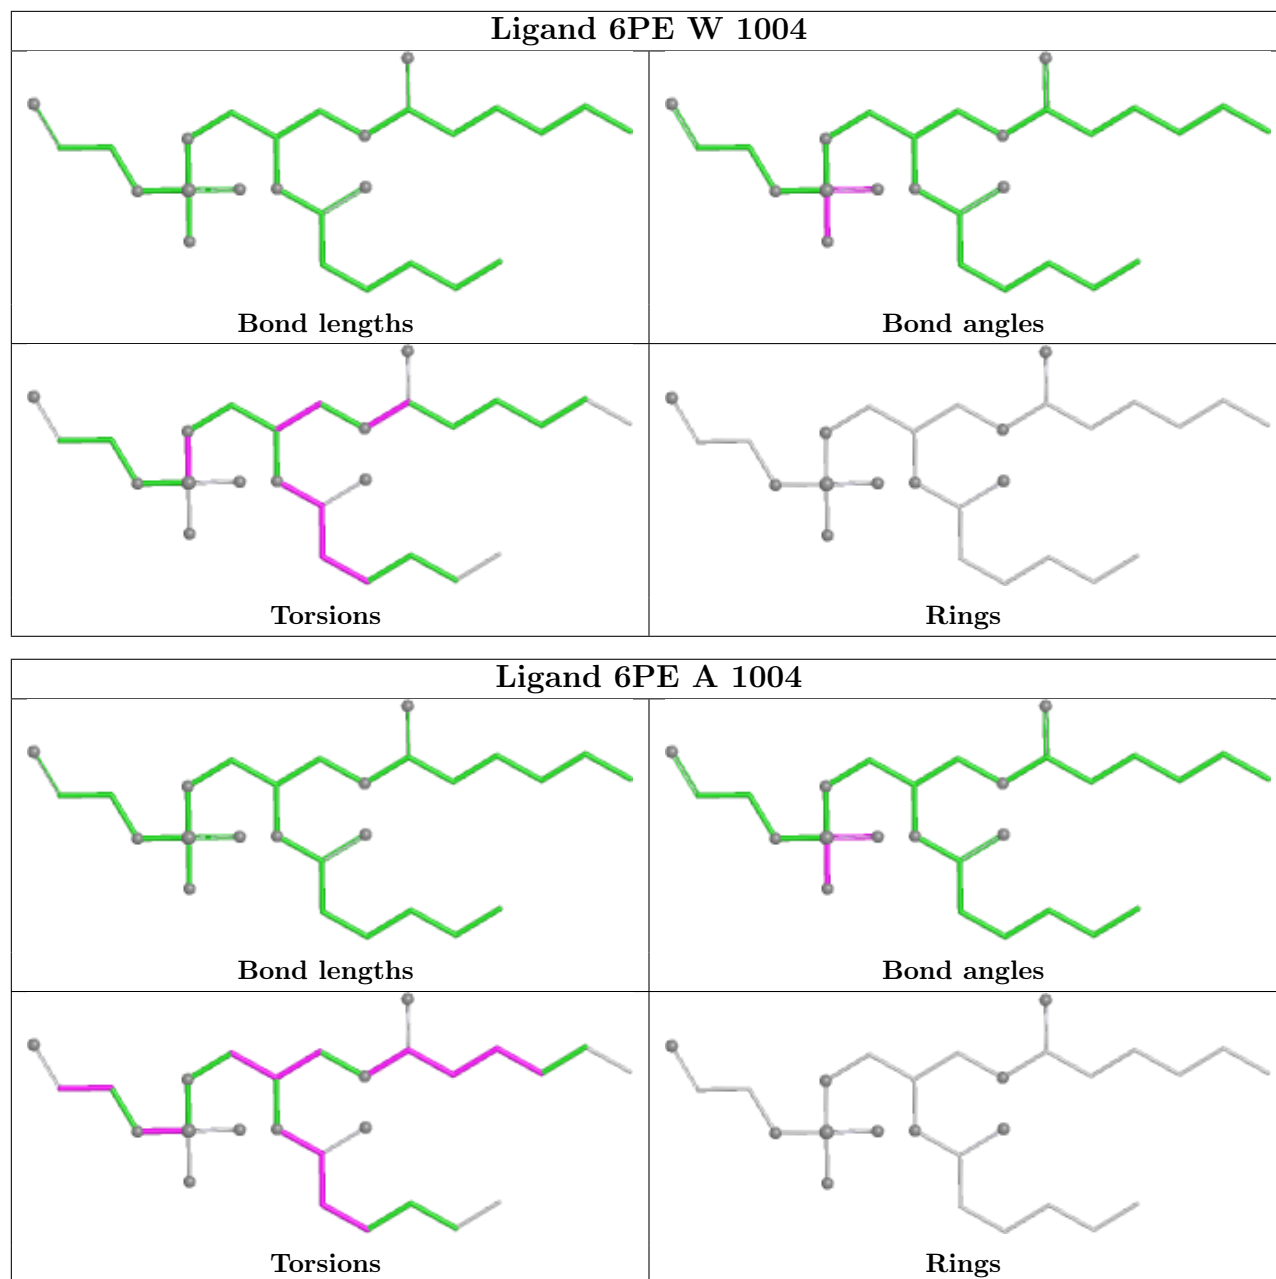 Ligand 6PE W 1004
Bond lengths
Bond angles
Torsions
Rings
Ligand 6PE A 1004
Bond lengths
Bond angles
Torsions
Rings